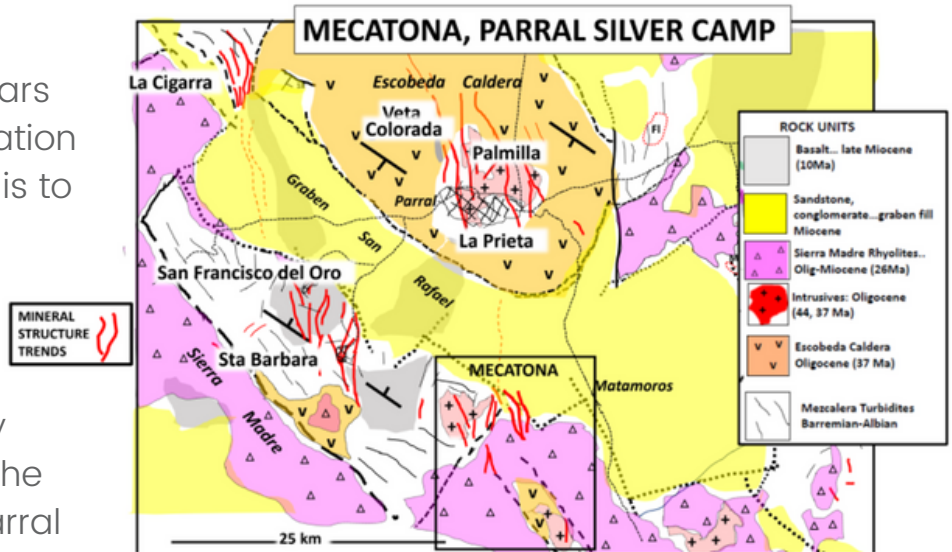 MECATONA, PARRAL SILVER CAMP
ars
ation
is to
y
he
arral
La Cigarra
Escobeda Caldera
Veta
Colorada
Palmilla
FI
Graben
Parral
La Prieta
San
Rafael
San Francisco del Oro
MINERAL
STRUCTURE
TRENDS
Sta Barbara
Sierra
Madre
MECATONA
Matamoros
25 km
ROCK UNITS
Basalt... late Miocene
(10Ma)
Sandstone,
conglomerate...graben fill
Miocene
Sierra Madre Rhyolites..
Olig-Miocene (26Ma)
Intrusives: Oligocene
(44, 37 Ma)
Escobeda Caldera
Oligocene (37 Ma)
Mezcalera Turbidites
Barremian-Albian